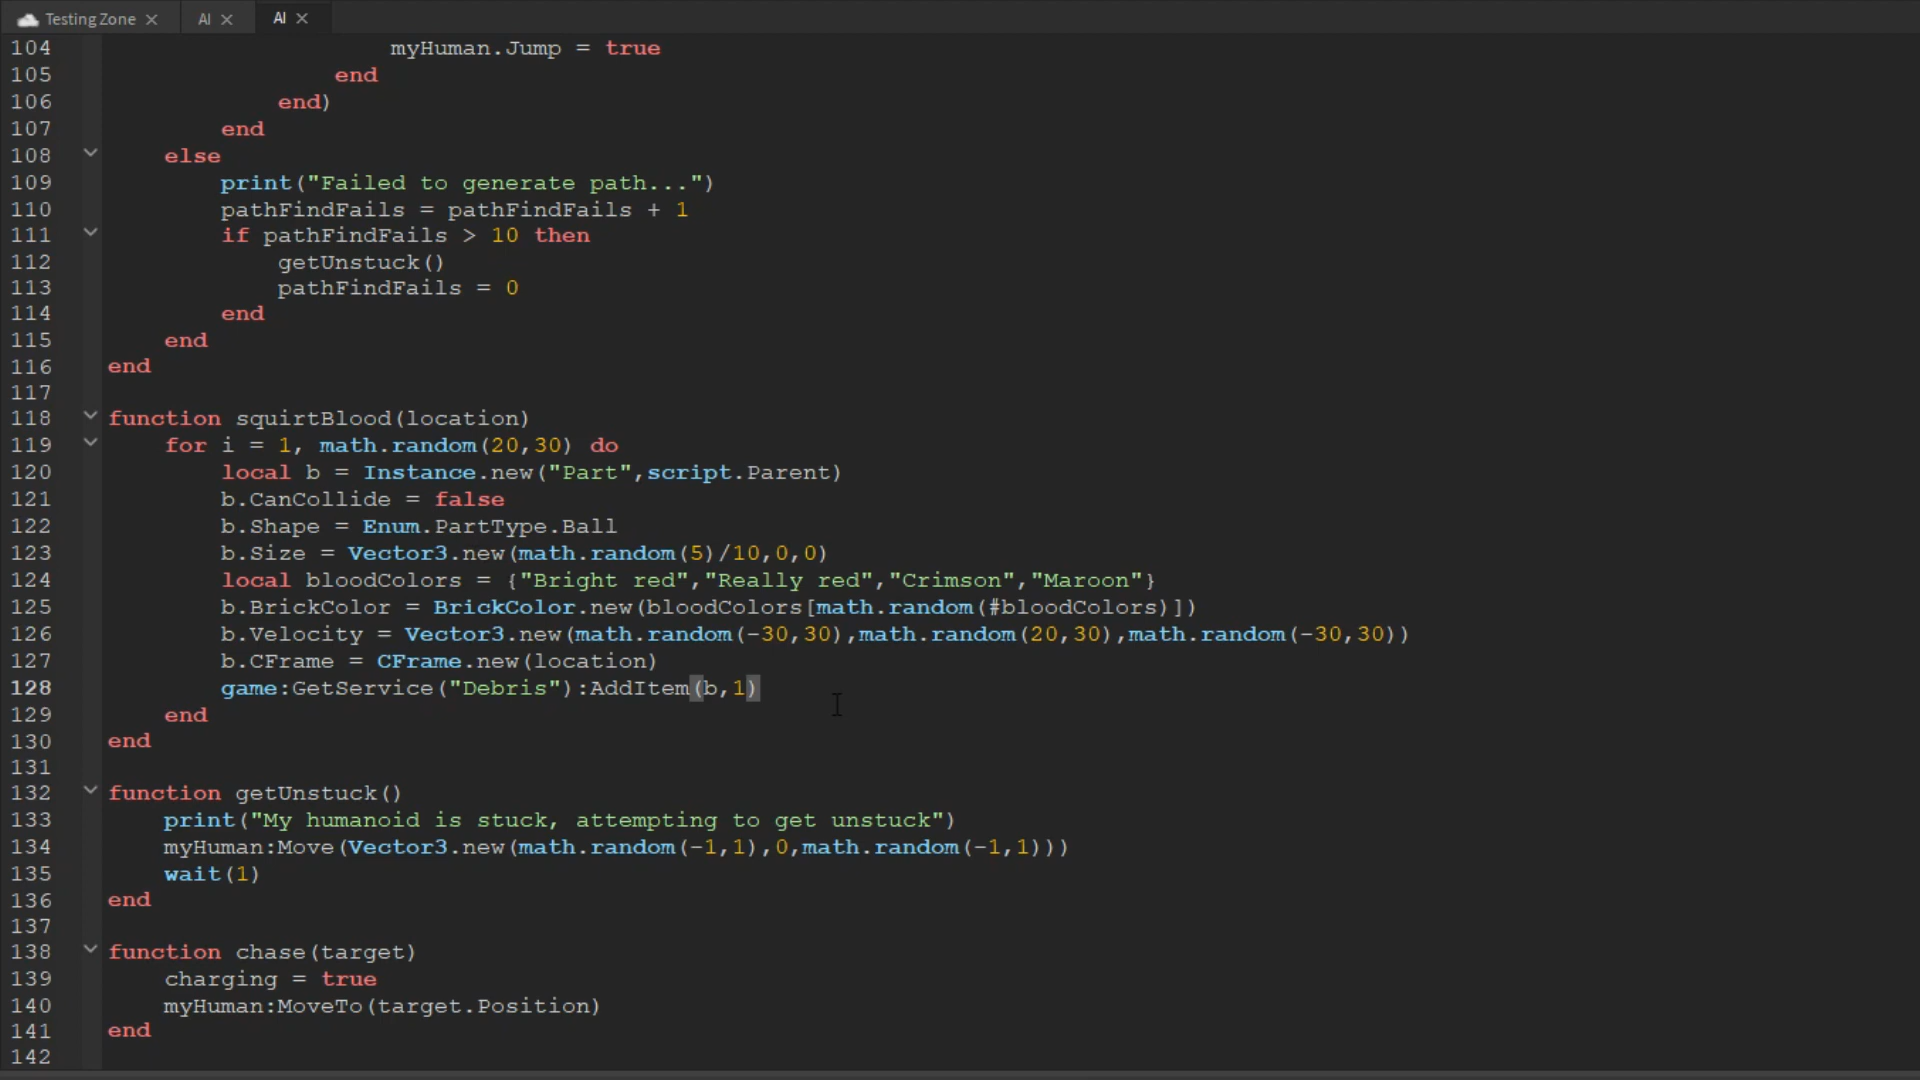 Testing Zone
AI
AI
104 myHuman.Jump = true
105 end
106 end)
107 end
108 else
109 print("Failed to generate path...")
110 pathFindFails = pathFindFails + 1
111 if pathFindFails > 10 then
112 getUnstuck()
113 pathFindFails = 0
114 end
115 end
116 end
117
118 function squirtBlood(location)
119 for i = 1, math.random(20,30) do
120 local b = Instance.new("Part",script.Parent)
121 b.CanCollide = false
122 b.Shape = Enum.PartType.Ball
123 b.Size = Vector3.new(math.random(5)/10,0,0)
124 local bloodColors = {"Bright red","Really red","Crimson","Maroon"}
125 b.BrickColor = BrickColor.new(bloodColors[math.random(#bloodColors)])
126 b.Velocity = Vector3.new(math.random(-30,30),math.random(20,30),math.random(-30,30))
127 b.CFrame = CFrame.new(location)
128 game:GetService("Debris"):AddItem(b,1)
129 end
130 end
131
132 function getUnstuck()
133 print("My humanoid is stuck, attempting to get unstuck")
134 myHuman:Move(Vector3.new(math.random(-1,1),0,math.random(-1,1)))
135 wait(1)
136 end
137
138 function chase(target)
139 charging = true
140 myHuman:MoveTo(target.Position)
141 end
142